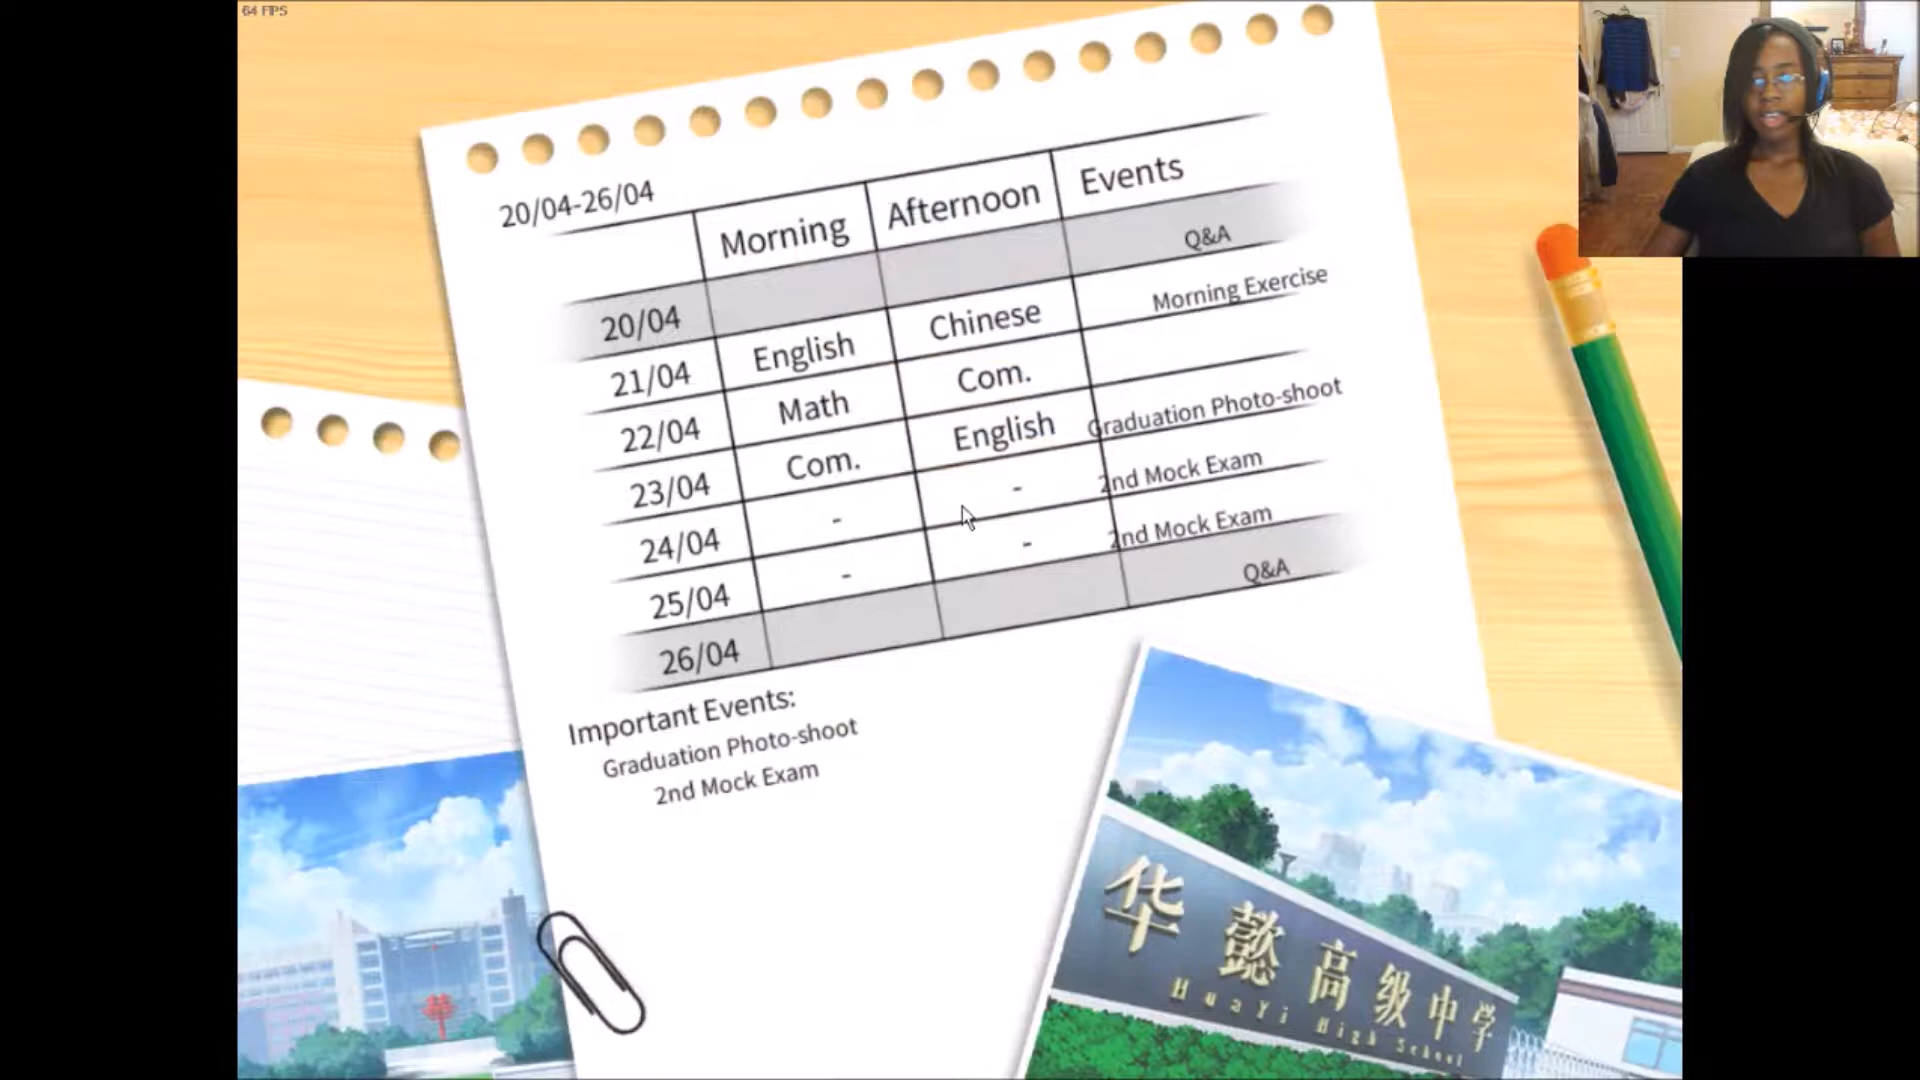 64 FPS
20/04-26/04
Morning Afternoon Events
20/04 Q&A
21/04 English Chinese Morning Exercise
22/04 Math Com.
23/04 Com. English Graduation Photo-shoot
24/04 - - 2nd Mock Exam
25/04 - - 2nd Mock Exam
26/04 Q&A
Important Events:
Graduation Photo-shoot
2nd Mock Exam
华懿高级中学
HuaYi High School